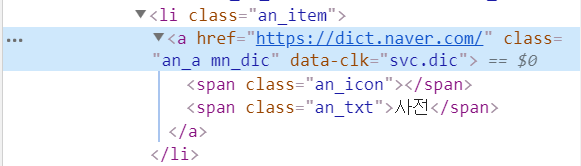 ▼<li class="an_item">
… ▼<a href="https://dict.naver.com/" class=
"an_a mn_dic" data-clk="svc.dic"> == $0
<span class="an_icon"></span>
<span class="an_txt">사전</span>
</a>
</li>